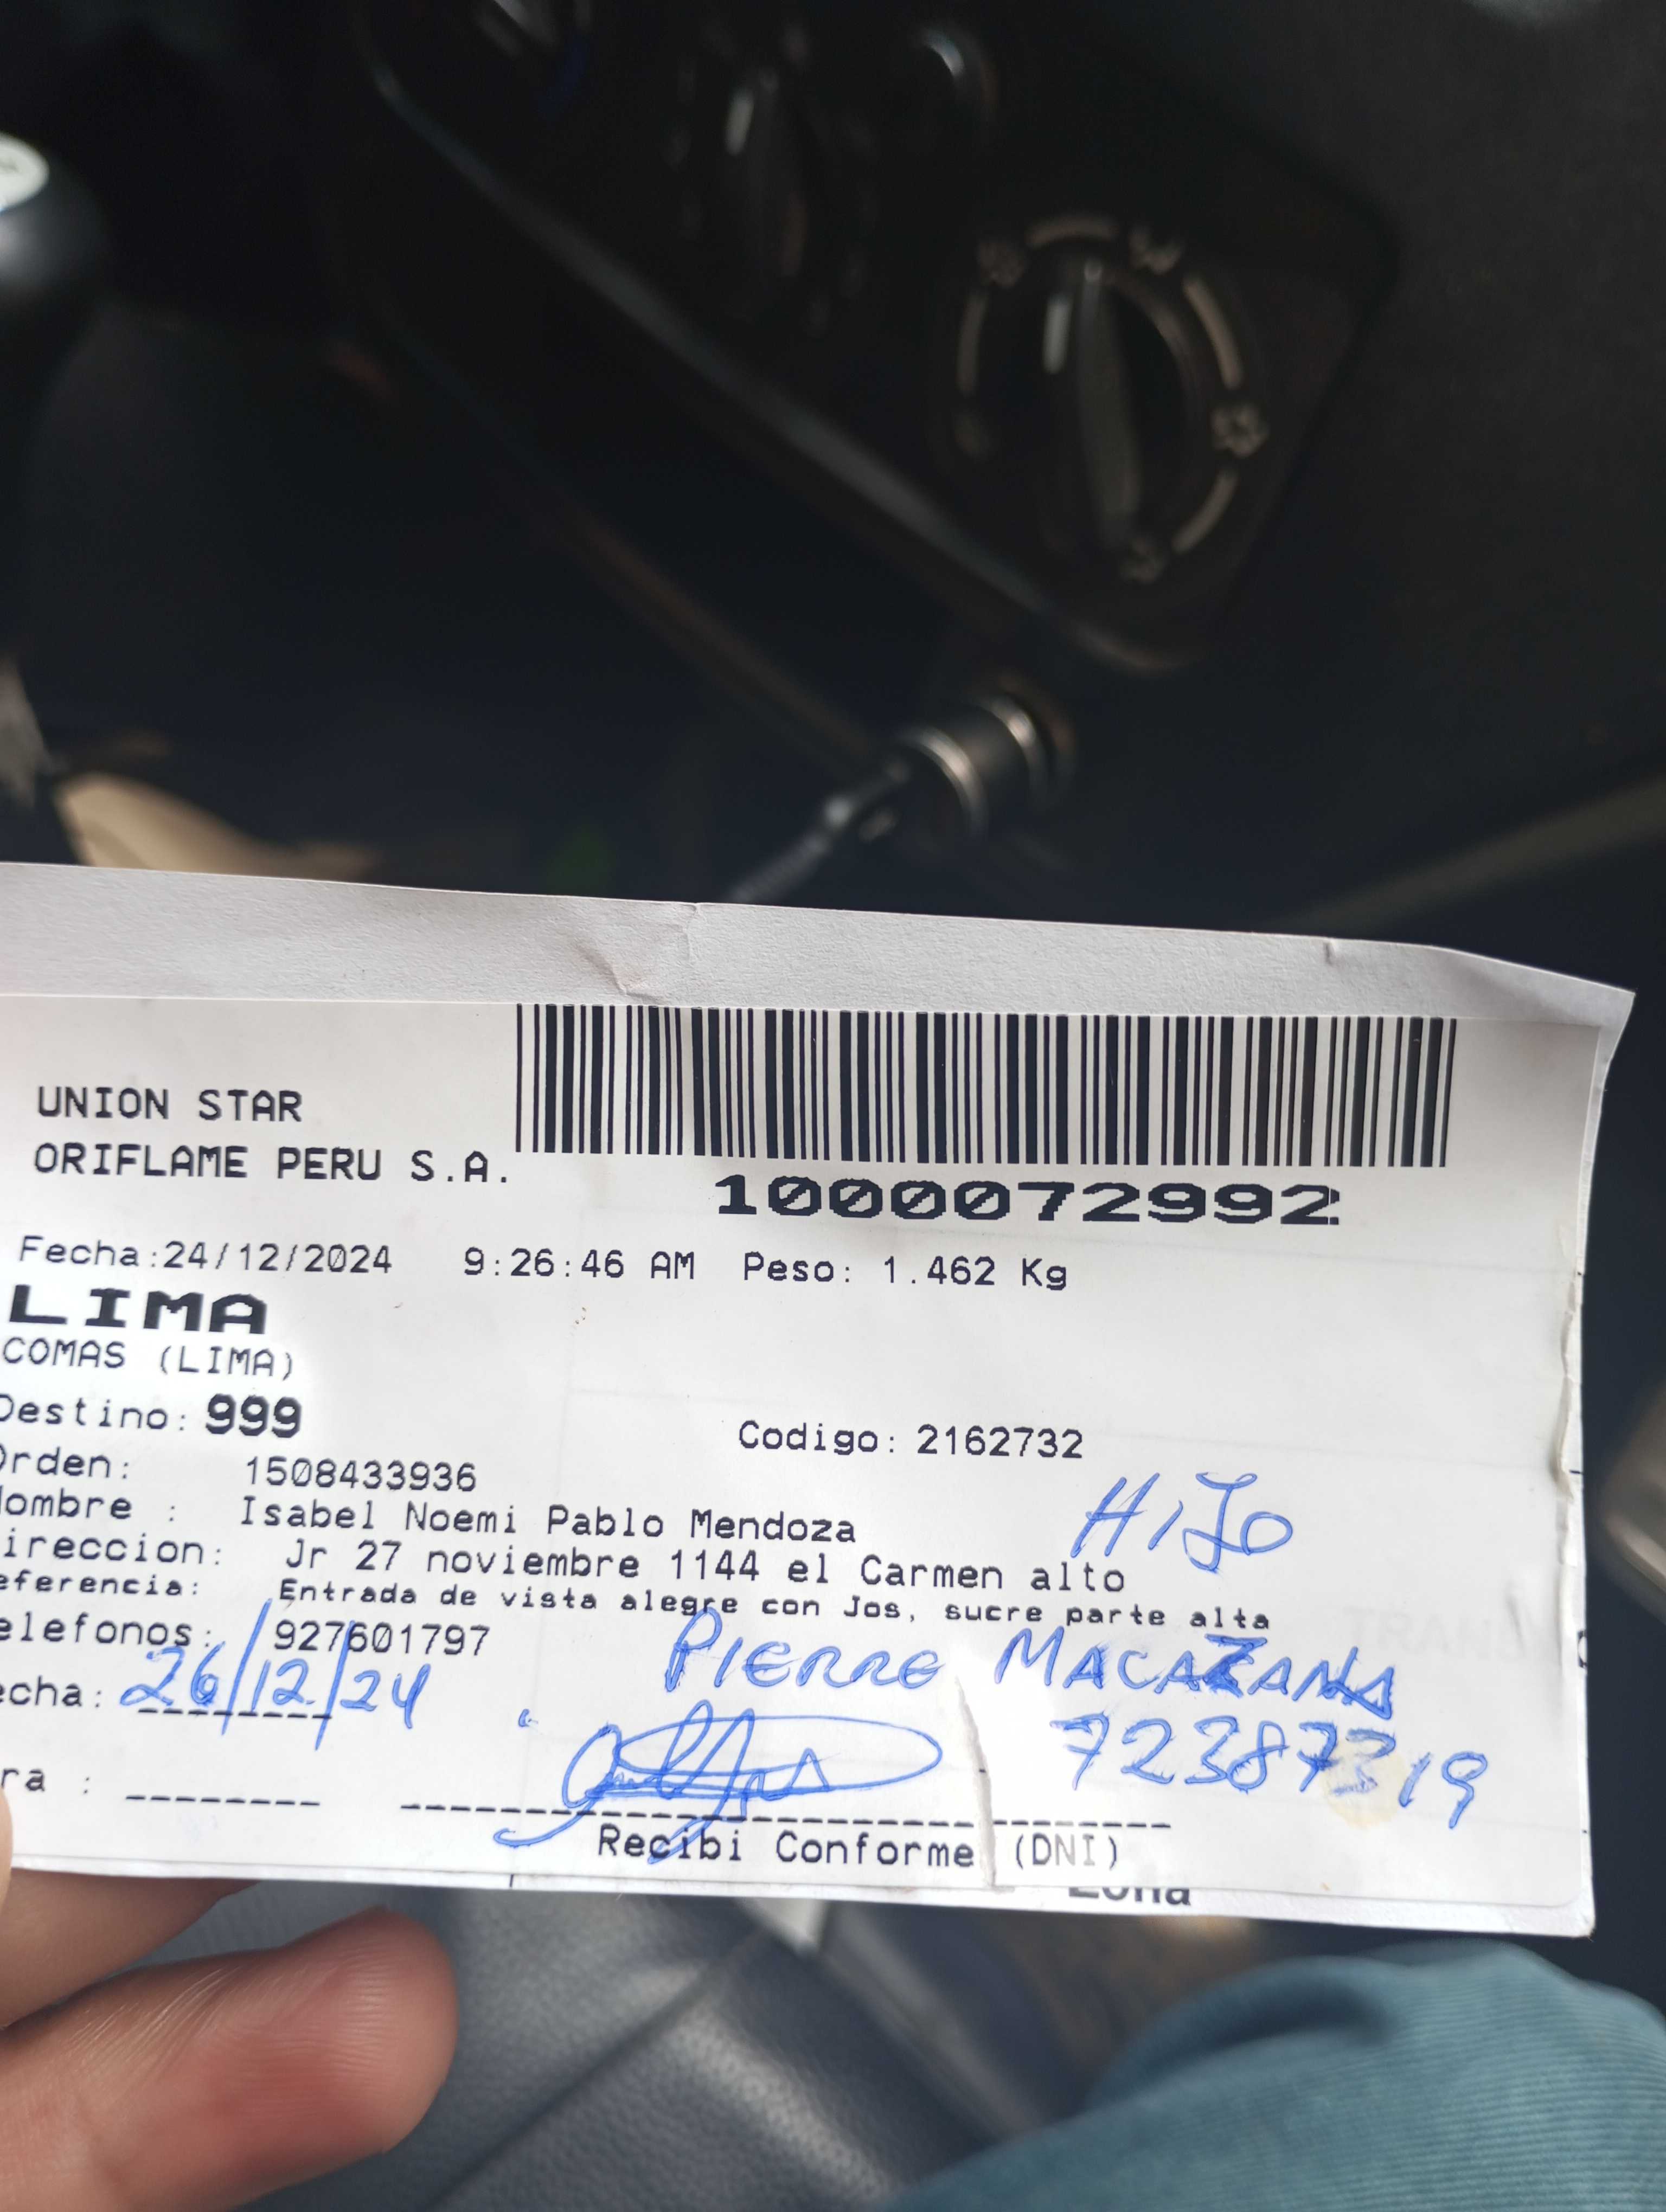 UNION STAR
ORIFLAME PERU S.A.
1000072992
Fecha:24/12/2024 9:26:46 AM Peso: 1.462 Kg
LIMA
COMAS (LIMA)
Destino: 999
Codigo: 2162732
Orden: 1508433936
Nombre : Isabel Noemi Pablo Mendoza
HIJO
ireccion: Jr 27 noviembre 1144 el Carmen alto
eferencia: Entrada de vista alegre con Jos, sucre parte alta
elefonos: 927601797
PIERRE MACAZANA
echa: 26/12/24
72387319
ra :
Recibi Conforme (DNI)
Zona